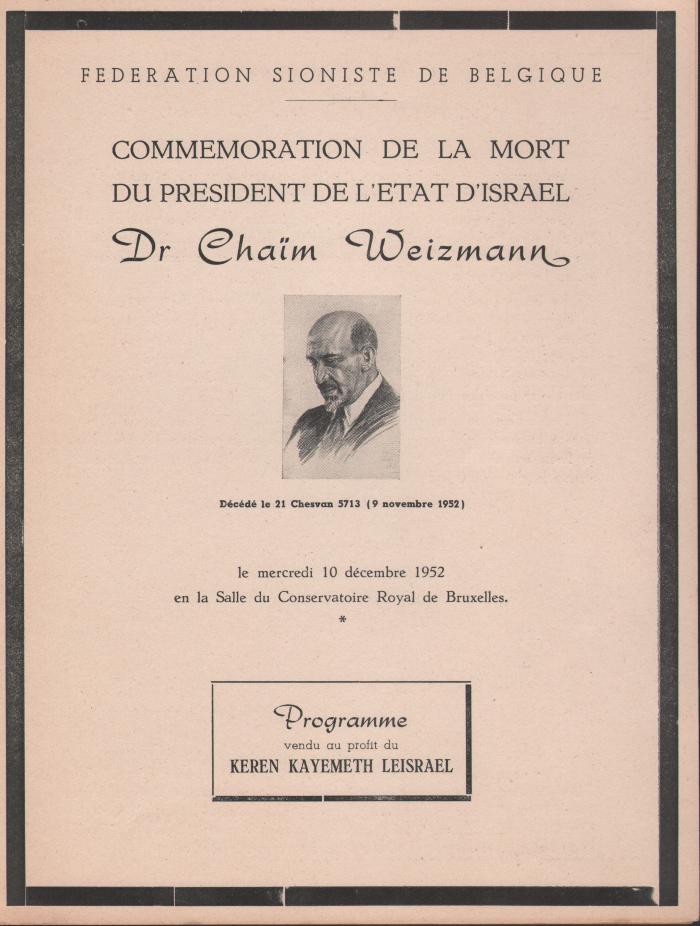 FEDERATION SIONISTE DE BELGIQUE
COMMEMORATION DE LA MORT
DU PRESIDENT DE L'ETAT D'ISRAEL
Dr Chaïm Weizmann
Décédé le 21 Chesvan 5713 (9 novembre 1952)
le mercredi 10 décembre 1952
en la Salle du Conservatoire Royal de Bruxelles.
*
Programme
vendu au profit du
KEREN KAYEMETH LEISRAEL